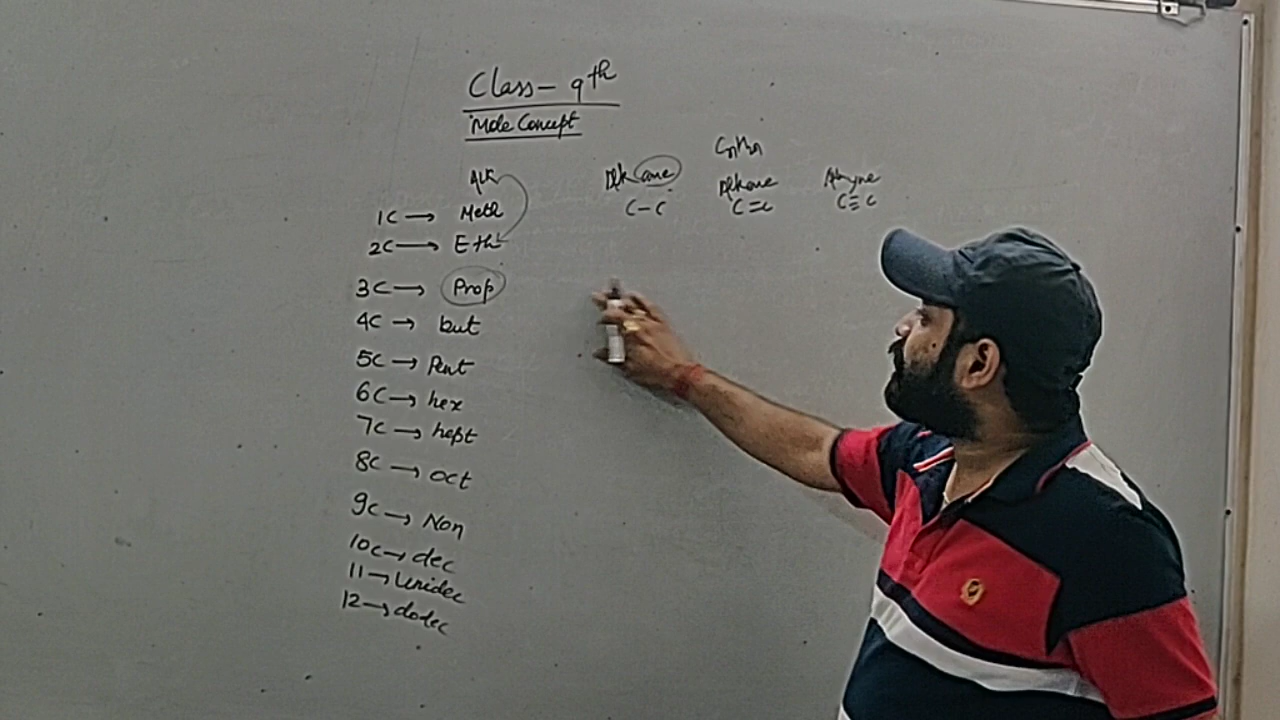 Class - 9th
Mole Concept
Alk
1C → Meth
2C → Eth
3C → Prop
4C → but
5C → Pent
6C → hex
7C → hept
8C → oct
9C → Non
10C → dec
11 → Unidec
12 → dodec
Alkane
C-C
Alkene
C=C
Alkyne
C≡C